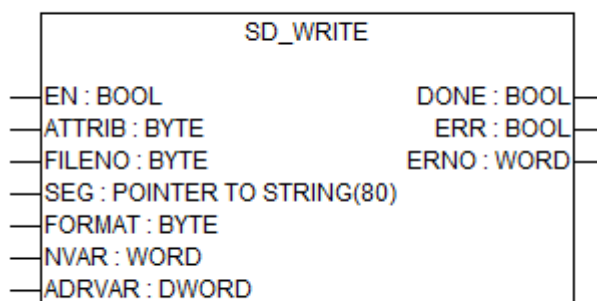 SD_WRITE
EN : BOOL DONE : BOOL
ATTRIB : BYTE ERR : BOOL
FILENO : BYTE ERNO : WORD
SEG : POINTER TO STRING(80)
FORMAT : BYTE
NVAR : WORD
ADRVAR : DWORD